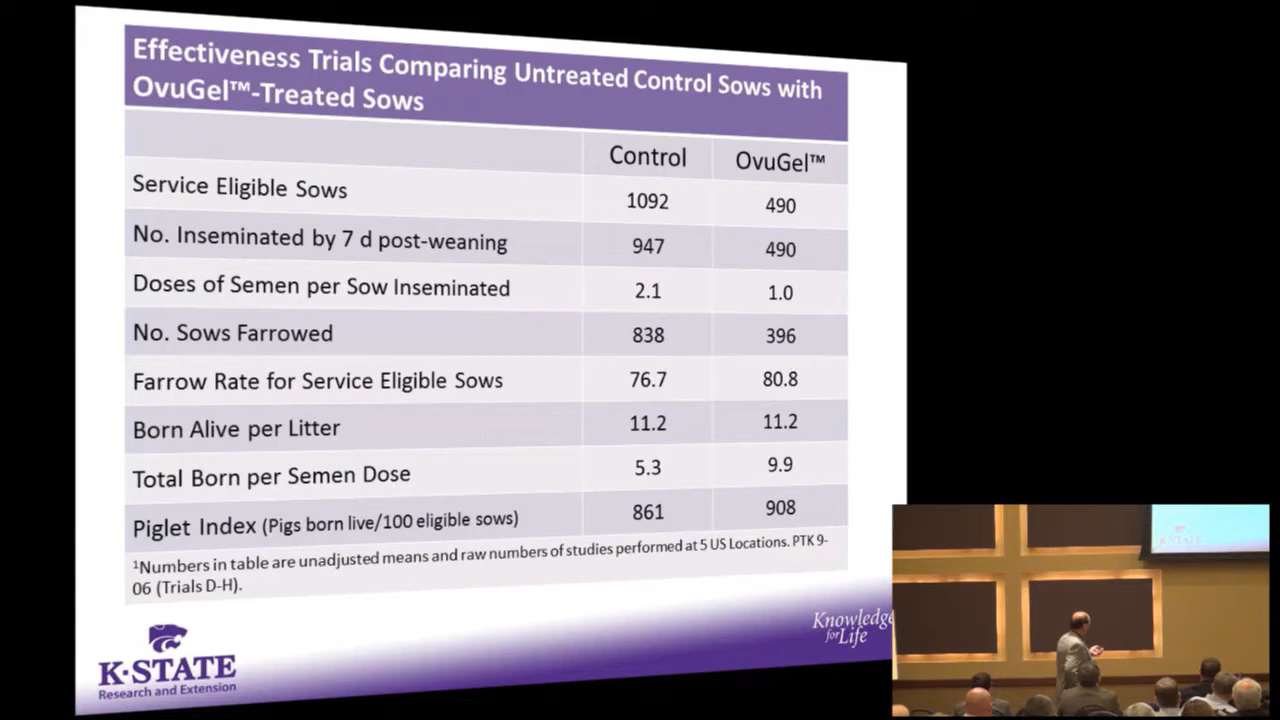 Effectiveness Trials Comparing Untreated Control Sows with
OvuGel™-Treated Sows
Control OvuGel™
Service Eligible Sows 1092 490
No. Inseminated by 7 d post-weaning 947 490
Doses of Semen per Sow Inseminated 2.1 1.0
No. Sows Farrowed 838 396
Farrow Rate for Service Eligible Sows 76.7 80.8
Born Alive per Litter 11.2 11.2
Total Born per Semen Dose 5.3 9.9
Piglet Index (Pigs born live/100 eligible sows) 861 908
¹Numbers in table are unadjusted means and raw numbers of studies performed at 5 US Locations. PTK 9-
06 (Trials D-H).
Knowledge
for Life
K-STATE
Research and Extension
K-STATE